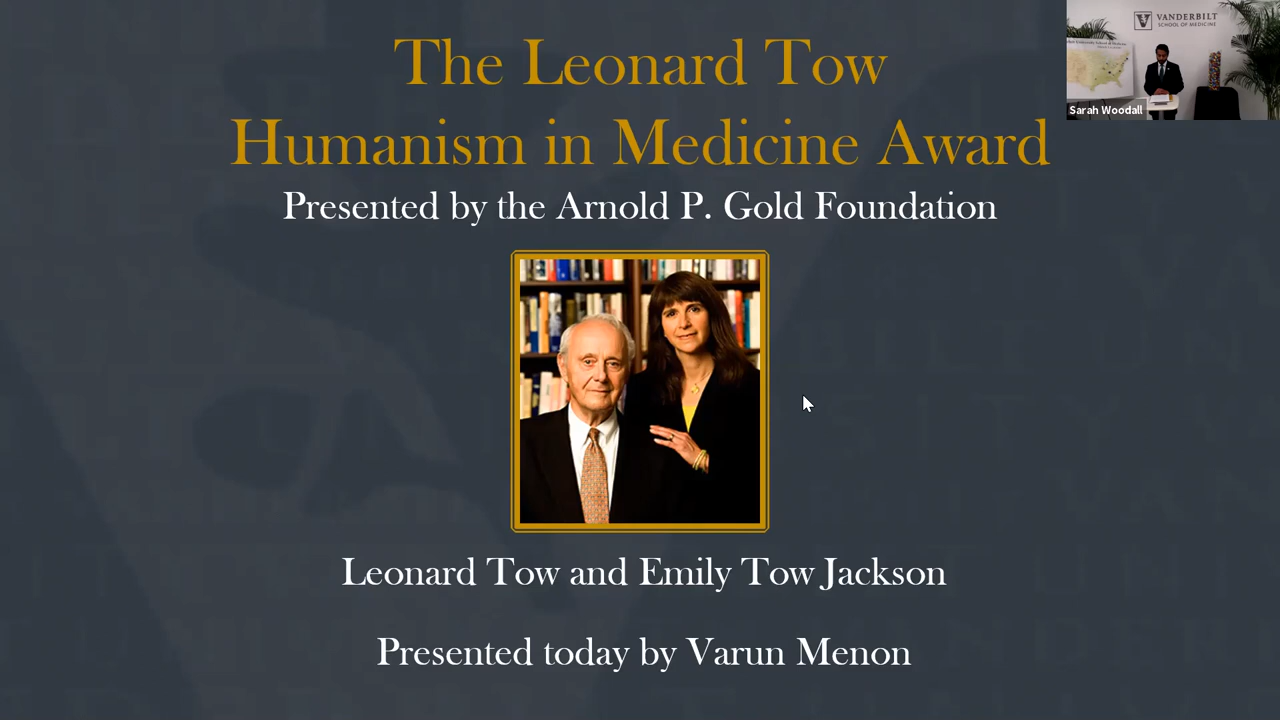 The Leonard Tow
Humanism in Medicine Award
Presented by the Arnold P. Gold Foundation
VANDERBILT
SCHOOL OF MEDICINE
Sarah Woodall
Leonard Tow and Emily Tow Jackson
Presented today by Varun Menon